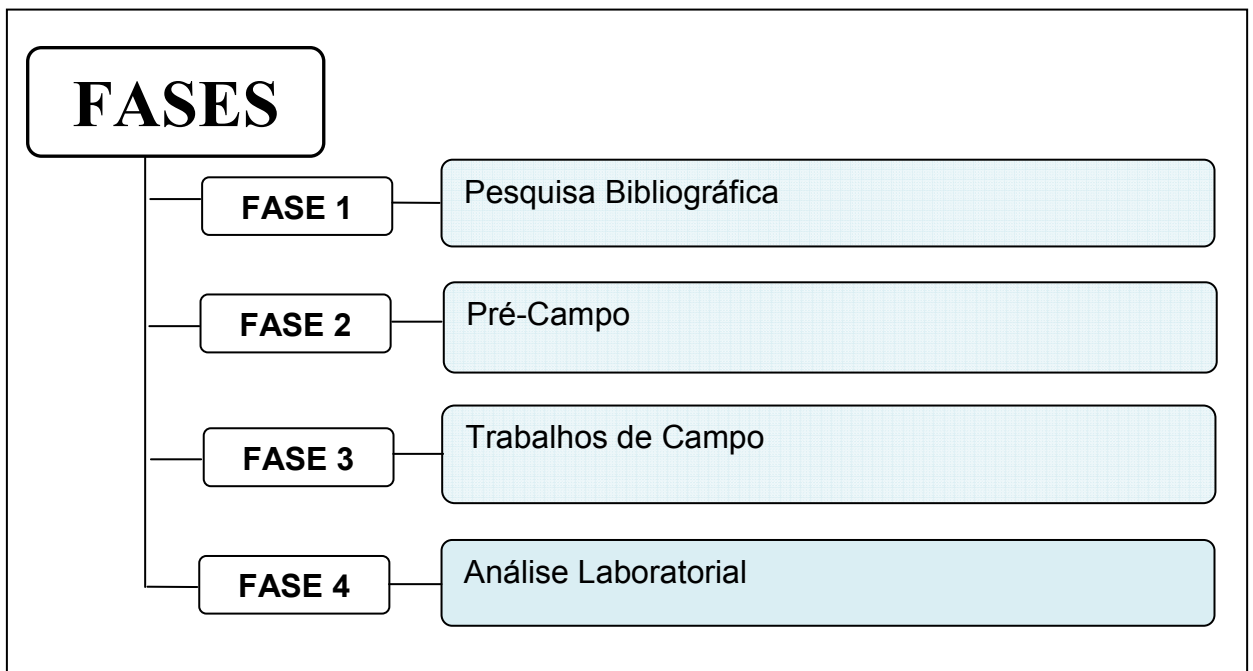 FASES
FASE 1
Pesquisa Bibliográfica
FASE 2
Pré-Campo
FASE 3
Trabalhos de Campo
FASE 4
Análise Laboratorial